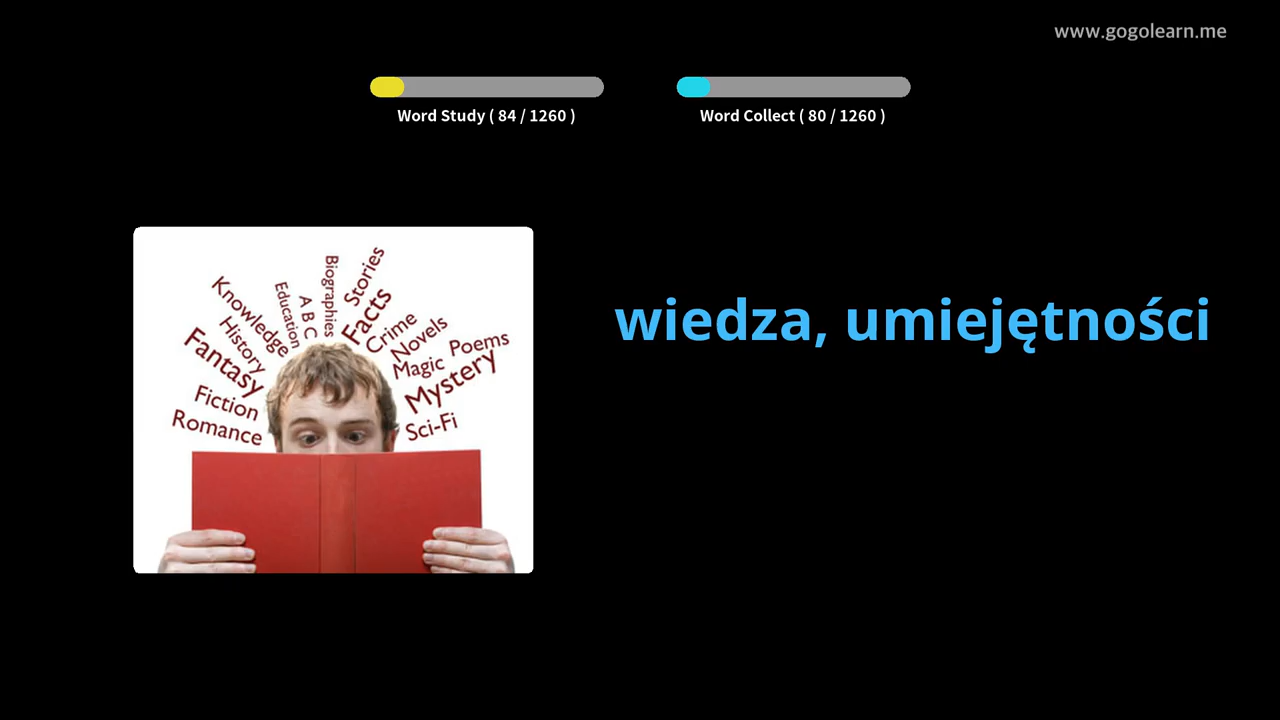 www.gogolearn.me
Word Study ( 84 / 1260 )
Word Collect ( 80 / 1260 )
wiedza, umiejętności
Knowledge
History
Fantasy
Fiction
Romance
Education
A B C
Biographies
Stories
Facts
Crime
Novels
Magic
Poems
Mystery
Sci-Fi